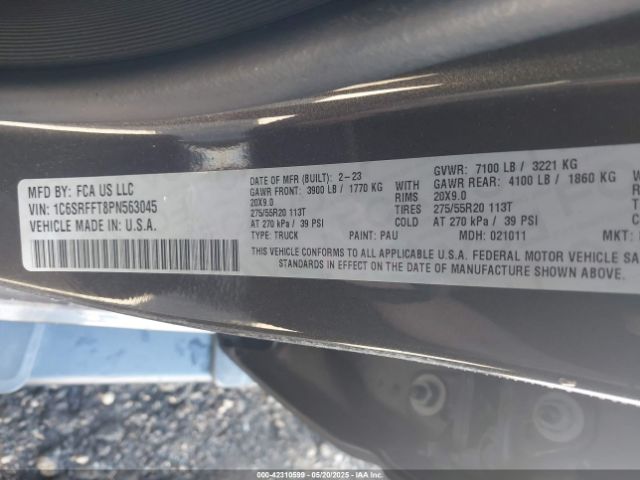 MFD BY: FCA US LLC
VIN: 1C6SRFFT8PN563045
VEHICLE MADE IN: U.S.A.
DATE OF MFR (BUILT): 2-23
GVWR: 7100 LB / 3221 KG
GAWR FRONT: 3900 LB / 1770 KG
GAWR REAR: 4100 LB / 1860 KG
20X9.0 RIMS 20X9.0
275/55R20 113T TIRES 275/55R20 113T
AT 270 kPa / 39 PSI COLD AT 270 kPa / 39 PSI
TYPE: TRUCK PAINT: PAU MDH: 021011 MKT:
THIS VEHICLE CONFORMS TO ALL APPLICABLE U.S.A. FEDERAL MOTOR VEHICLE SA
STANDARDS IN EFFECT ON THE DATE OF MANUFACTURE SHOWN ABOVE.
000-42310599 | 05/20/2025 - IAAI.com